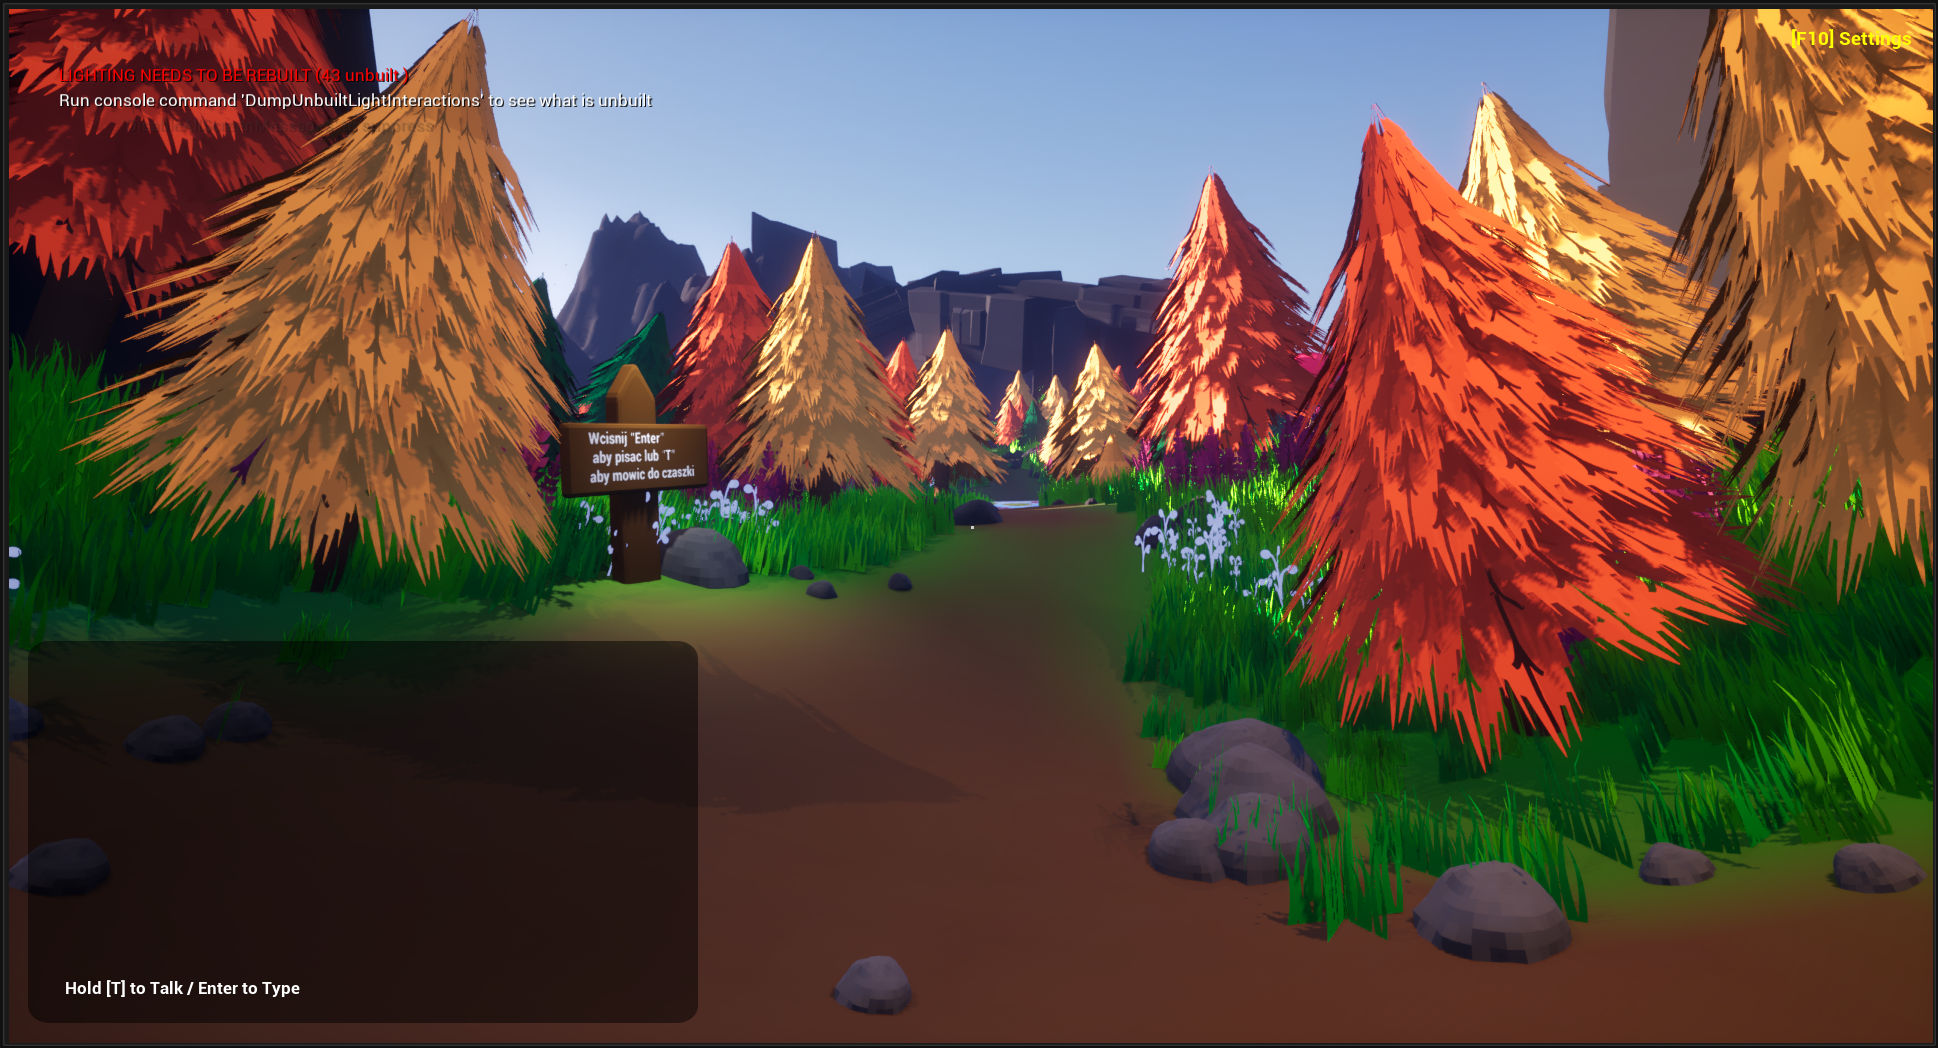 [F10] Settings
LIGHTING NEEDS TO BE REBUILT (43 unbuilt )
Run console command 'DumpUnbuiltLightInteractions' to see what is unbuilt
suppress
Wcisnij "Enter"
aby pisac lub "T"
aby mowic do czaszki
Hold [T] to Talk / Enter to Type